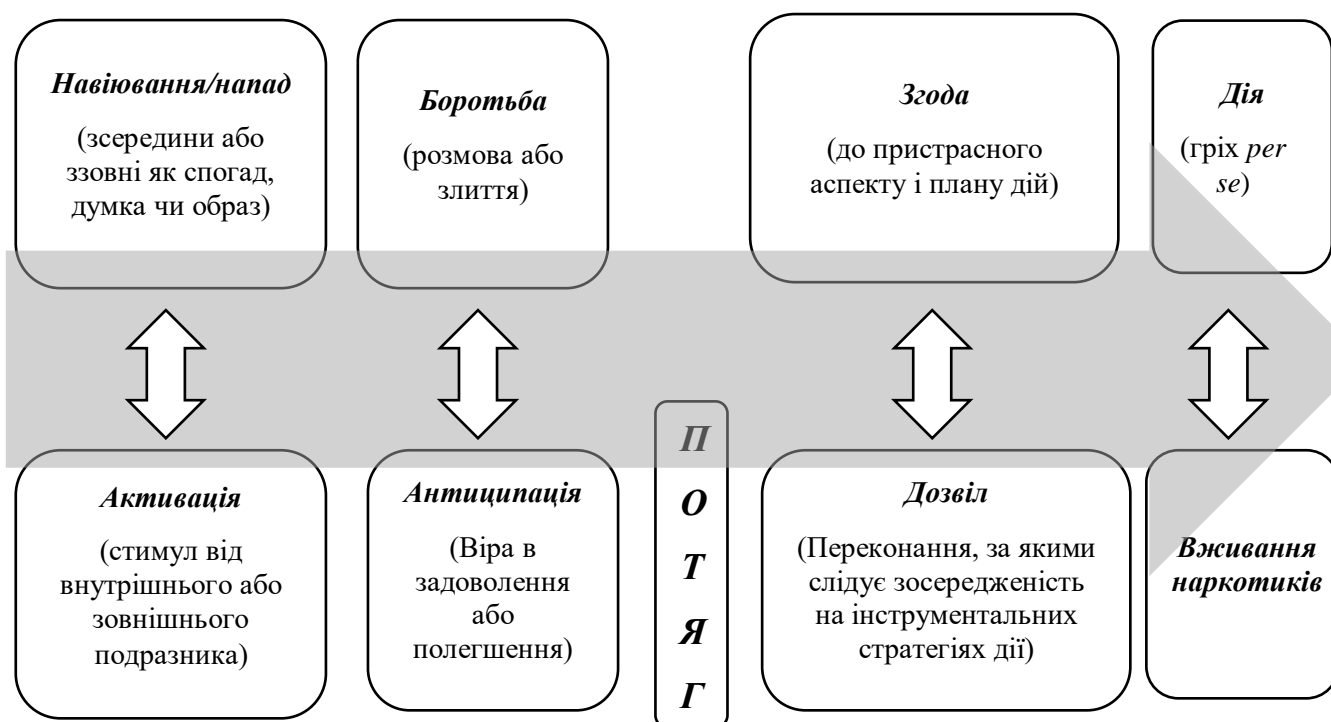 Навіювання/напад
(зсередини або
ззовні як спогад,
думка чи образ)
Боротьба
(розмова або
злиття)
Згода
(до пристрасного
аспекту і плану дій)
Дія
(гріх per
se)
Активація
(стимул від
внутрішнього або
зовнішнього
подразника)
Антиципація
(Віра в
задоволення
або
полегшення)
П
О
Т
Я
Г
Дозвіл
(Переконання, за якими
слідує зосередженість
на інструментальних
стратегіях дії)
Вживання
наркотиків